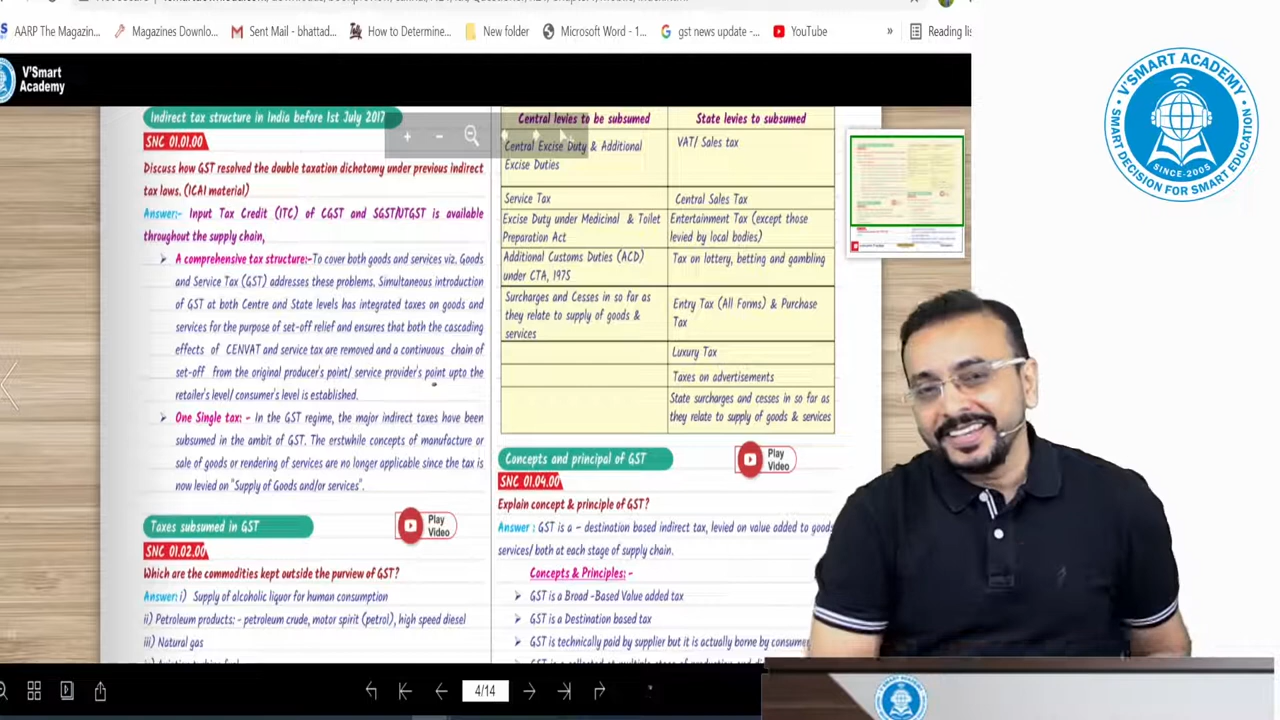 AARP The Magazin...
Magazines Downlo...
Sent Mail - bhattad...
How to Determine...
New folder
Microsoft Word - 1...
gst news update -...
YouTube
»
Reading lis
V'Smart
Academy
Indirect tax structure in India before 1st July 2017
SNC 01.01.00
Discuss how GST resolved the double taxation dichotomy under previous indirect
tax laws. (ICAI material)
Answer:- Input Tax Credit (ITC) of CGST and SGST/UTGST is available
throughout the supply chain,
A comprehensive tax structure:-To cover both goods and services viz. Goods
and Service Tax (GST) addresses these problems. Simultaneous introduction
of GST at both Centre and State levels has integrated taxes on goods and
services for the purpose of set-off relief and ensures that both the cascading
effects of CENVAT and service tax are removed and a continuous chain of
set-off from the original producer's point/ service provider's point upto the
retailer's level/ consumer's level is established.
One Single tax: - In the GST regime, the major indirect taxes have been
subsumed in the ambit of GST. The erstwhile concepts of manufacture or
sale of goods or rendering of services are no longer applicable since the tax is
now levied on "Supply of Goods and/or services".
Taxes subsumed in GST
Play
Video
SNC 01.02.00
Which are the commodities kept outside the purview of GST?
Answer: i) Supply of alcoholic liquor for human consumption
ii) Petroleum products: - petroleum crude, motor spirit (petrol), high speed diesel
iii) Natural gas
Central levies to be subsumed
State levies to subsumed
Central Excise Duty & Additional
Excise Duties
VAT/ Sales tax
Service Tax
Central Sales Tax
Excise Duty under Medicinal & Toilet
Preparation Act
Entertainment Tax (except those
levied by local bodies)
Additional Customs Duties (ACD)
under CTA, 1975
Tax on lottery, betting and gambling
Surcharges and Cesses in so far as
they relate to supply of goods &
services
Entry Tax (All Forms) & Purchase
Tax
Luxury Tax
Taxes on advertisements
State surcharges and cesses in so far as
they relate to supply of goods & services
Concepts and principal of GST
Play
Video
SNC 01.04.00
Explain concept & principle of GST?
Answer : GST is a – destination based indirect tax, levied on value added to goods
services/ both at each stage of supply chain.
Concepts & Principles: -
GST is a Broad -Based Value added tax
GST is a Destination based tax
GST is technically paid by supplier but it is actually borne by consume
4/14
V'SMART ACADEMY
SINCE-2005
SMART DECISION FOR SMART EDUCATION